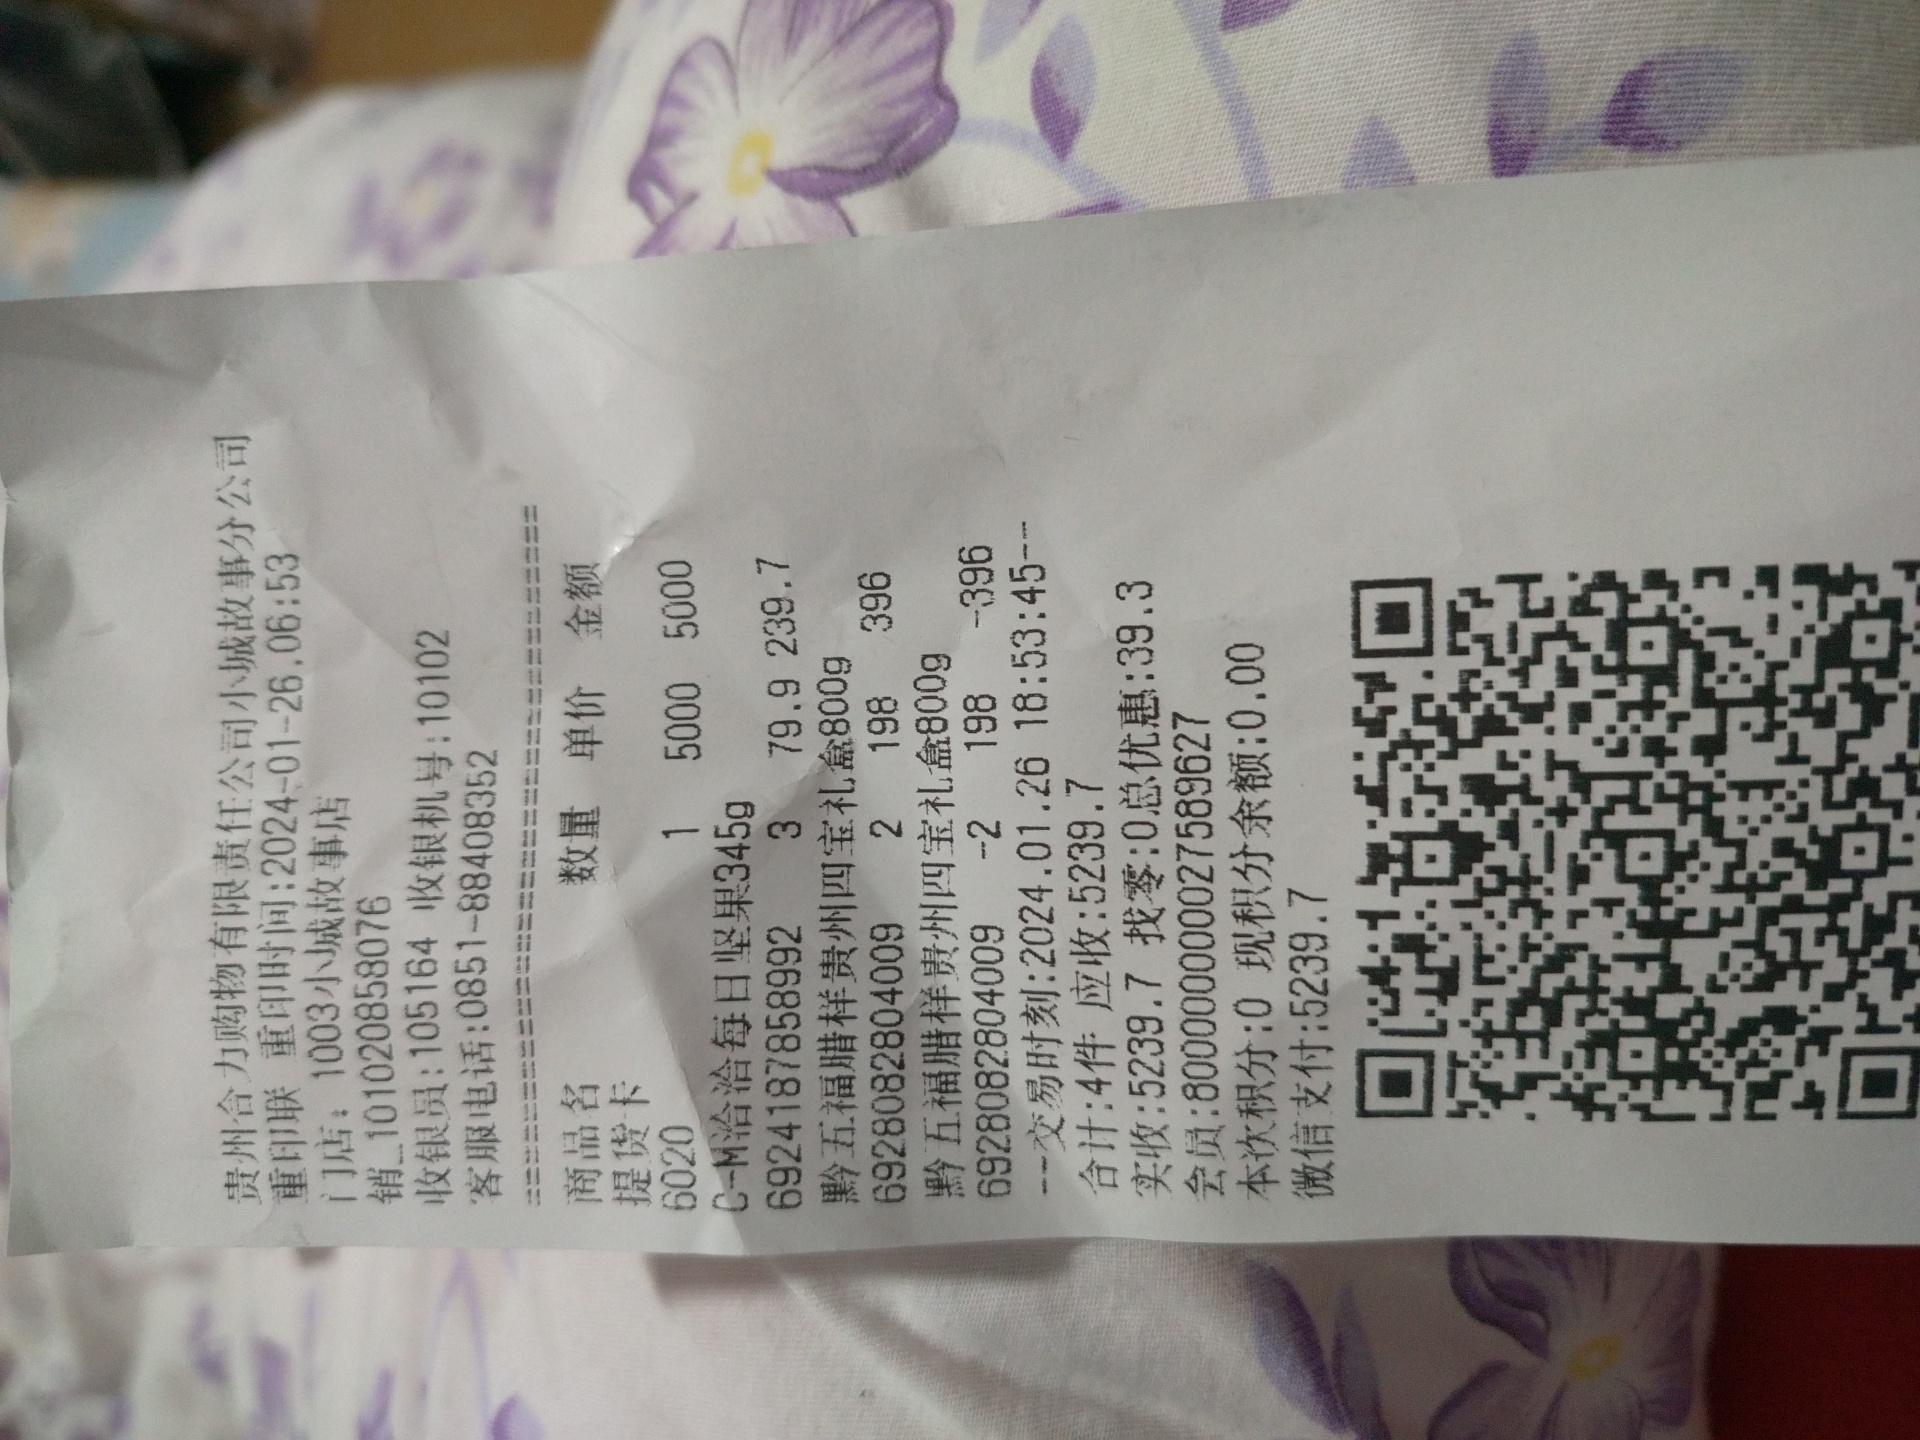 贵州合力购物有限责任公司小城故事分公司
重印联 重印时间:2024-01-26.06:53
门店: 1003小城故事店
销_101020858076
收银员:105164 收银机号:10102
客服电话:0851-88408352
================================
商品名 数量 单价 金额
提货卡
6020 1 5000 5000
C-M洽洽每日坚果345g
6924187858992 3 79.9 239.7
黔五福腊样贵州四宝礼盒800g
6928082804009 2 198 396
黔五福腊样贵州四宝礼盒800g
6928082804009 -2 198 -396
---交易时刻:2024.01.26 18:53:45---
合计:4件 应收:5239.7
实收:5239.7 找零:0总优惠:39.3
会员:8000000002758962​7
本次积分:0 现积分余额:0.00
微信支付:5239.7